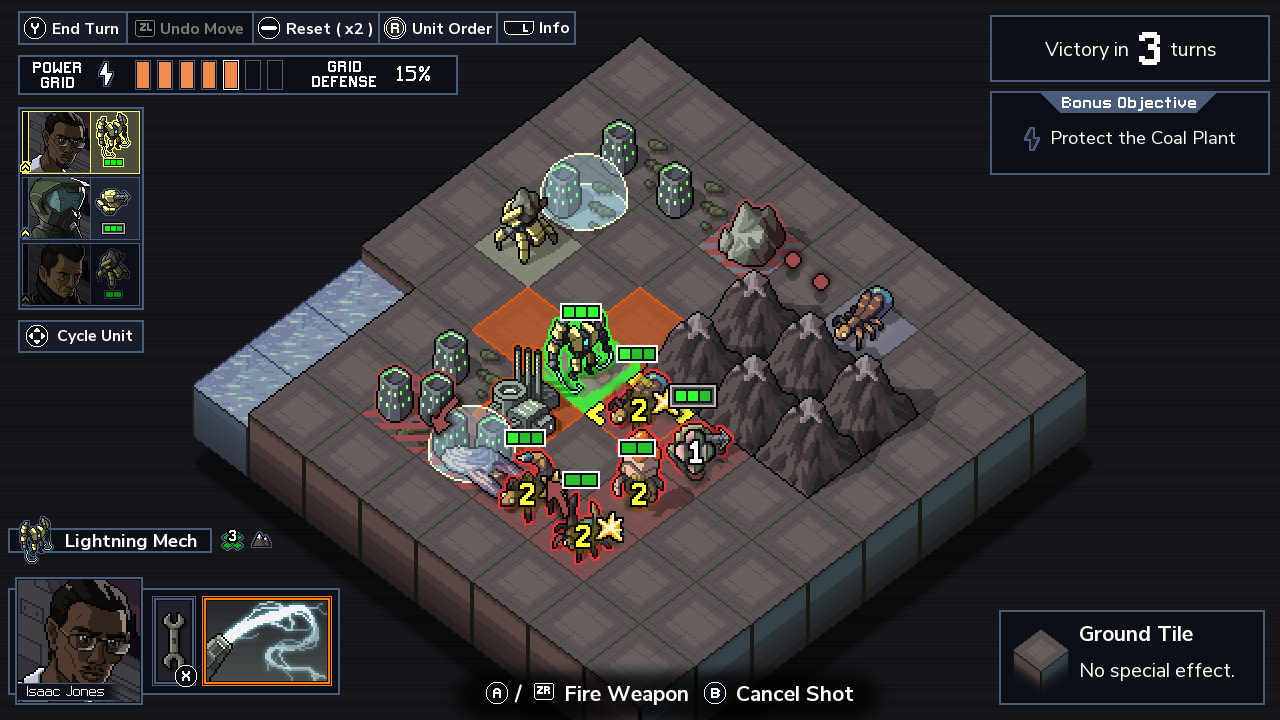 Y End Turn ZL Undo Move Reset ( x2 ) R Unit Order L Info
POWER GRID GRID DEFENSE 15%
Victory in 3 turns
Bonus Objective
Protect the Coal Plant
Cycle Unit
2
1
2
2
2
Lightning Mech 3
X
Isaac Jones
Ground Tile
No special effect.
A / ZR Fire Weapon B Cancel Shot